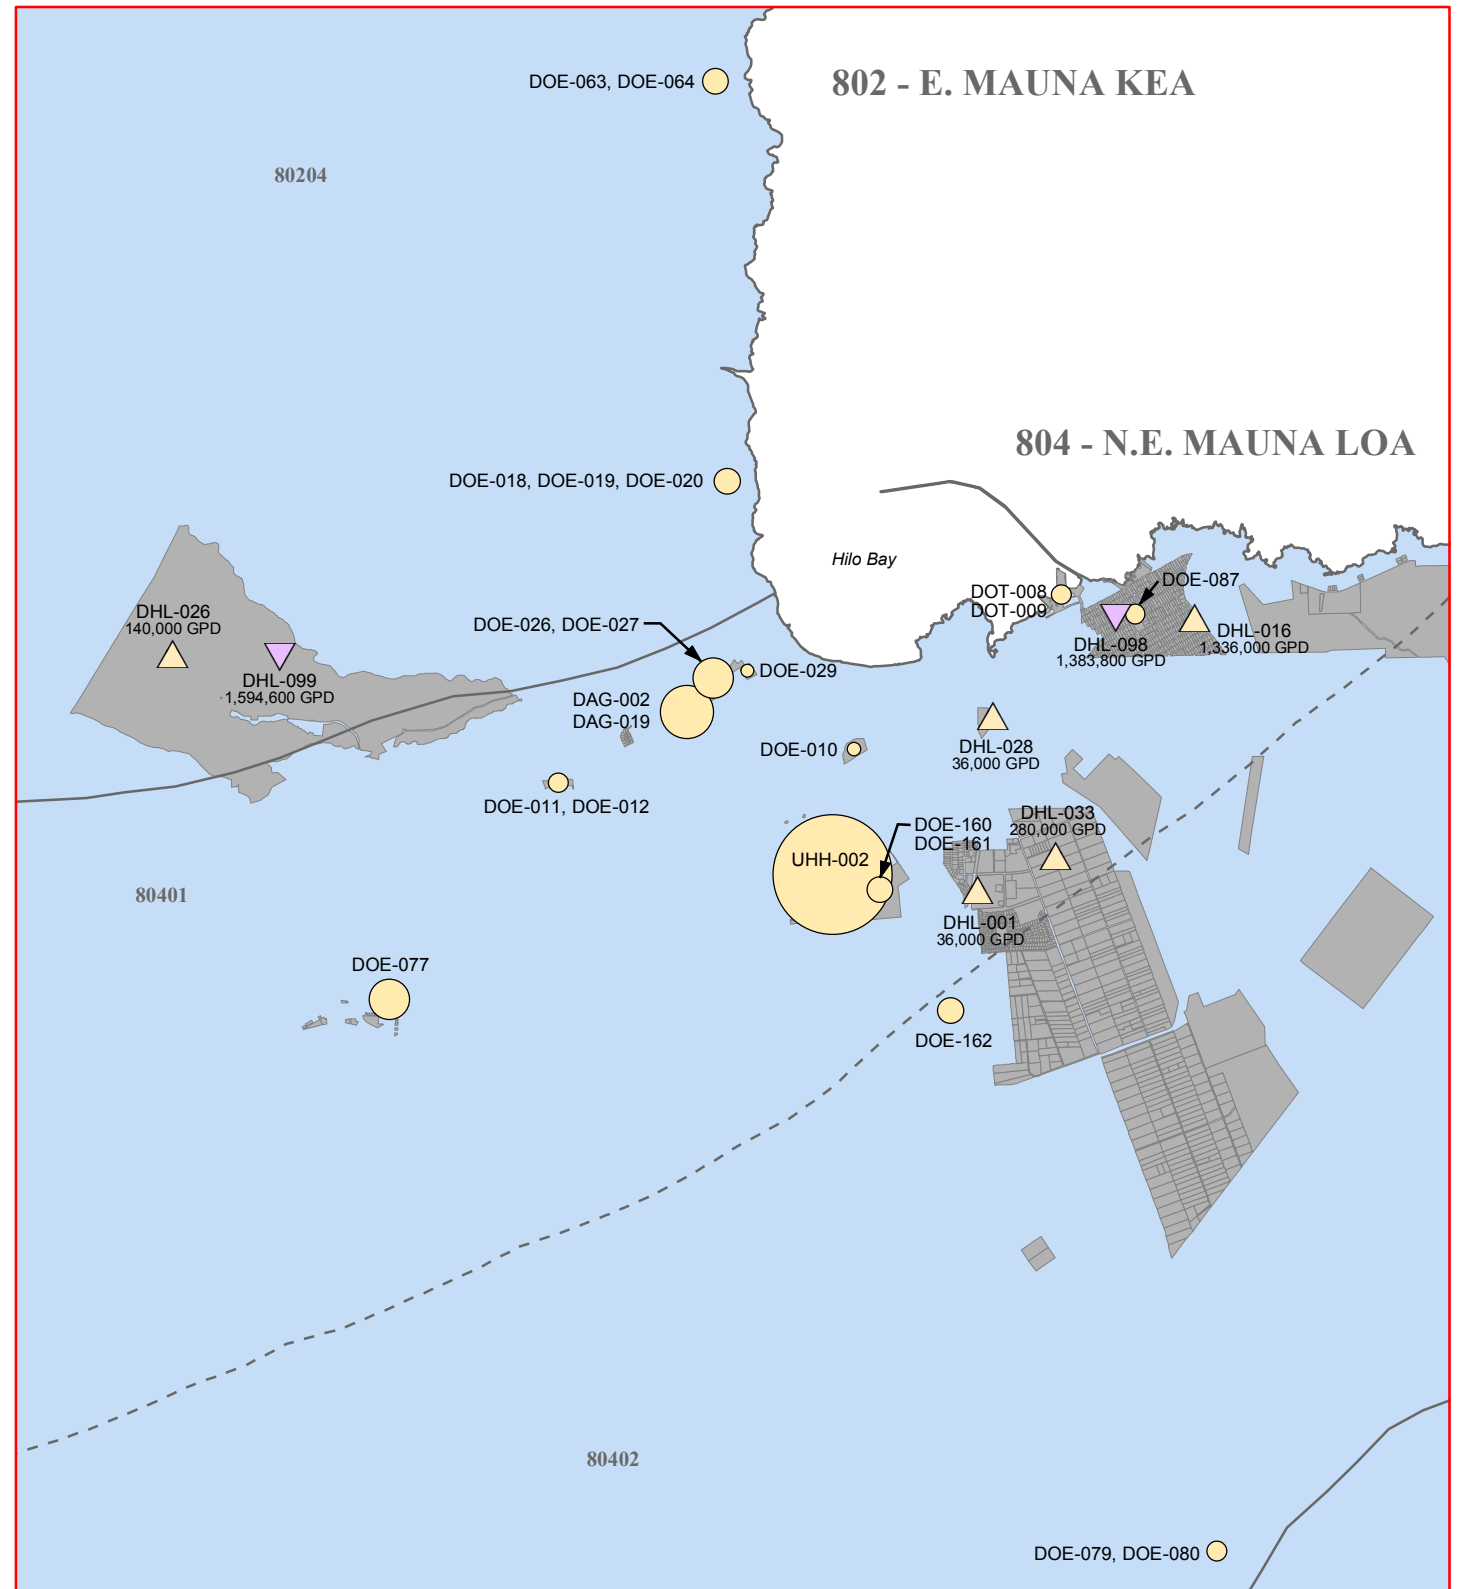 DOE-063, DOE-064
802 - E. MAUNA KEA
80204
804 - N.E. MAUNA LOA
DOE-018, DOE-019, DOE-020
Hilo Bay
DOE-087
DOT-008
DOT-009
DHL-026
140,000 GPD
DOE-026, DOE-027
DHL-016
1,336,000 GPD
DHL-098
1,383,800 GPD
DHL-099
1,594,600 GPD
DOE-029
DAG-002
DAG-019
DOE-010
DHL-028
36,000 GPD
DOE-011, DOE-012
DHL-033
280,000 GPD
DOE-160
DOE-161
UHH-002
80401
DHL-001
36,000 GPD
DOE-077
DOE-162
80402
DOE-079, DOE-080